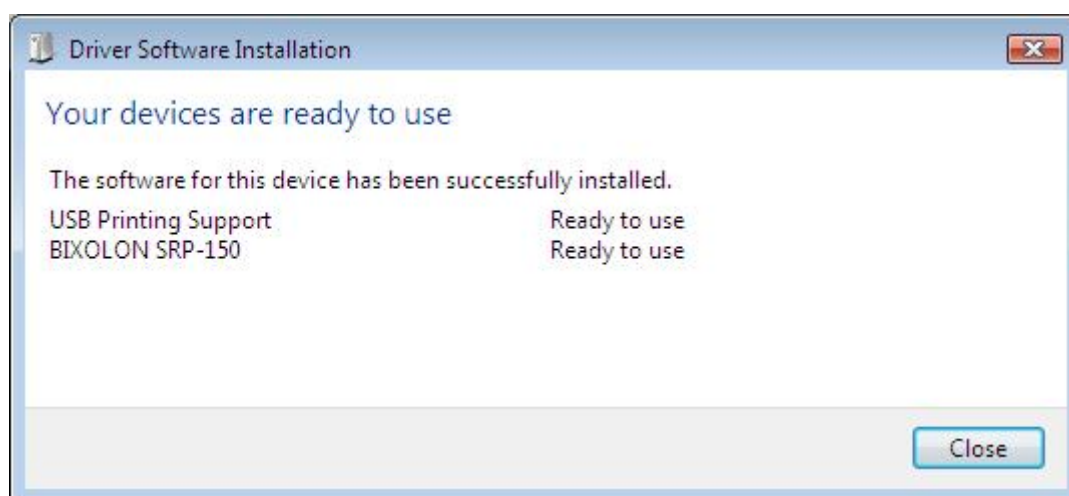 Driver Software Installation
Your devices are ready to use
The software for this device has been successfully installed.
USB Printing Support Ready to use
BIXOLON SRP-150 Ready to use
Close